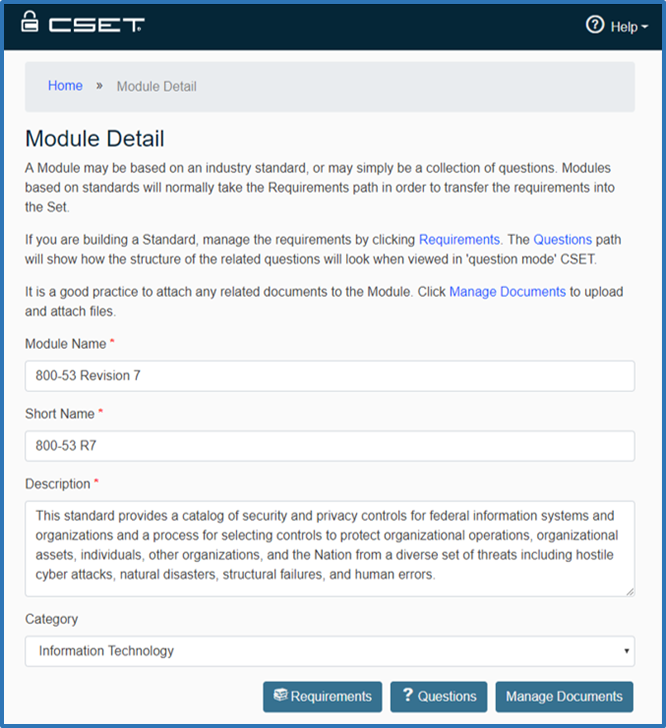 CSET
Help
Home » Module Detail
Module Detail
A Module may be based on an industry standard, or may simply be a collection of questions. Modules
based on standards will normally take the Requirements path in order to transfer the requirements into
the Set.
If you are building a Standard, manage the requirements by clicking Requirements. The Questions path
will show how the structure of the related questions will look when viewed in 'question mode' CSET.
It is a good practice to attach any related documents to the Module. Click Manage Documents to upload
and attach files.
Module Name *
800-53 Revision 7
Short Name *
800-53 R7
Description *
This standard provides a catalog of security and privacy controls for federal information systems and
organizations and a process for selecting controls to protect organizational operations, organizational
assets, individuals, other organizations, and the Nation from a diverse set of threats including hostile
cyber attacks, natural disasters, structural failures, and human errors.
Category
Information Technology
Requirements ? Questions Manage Documents